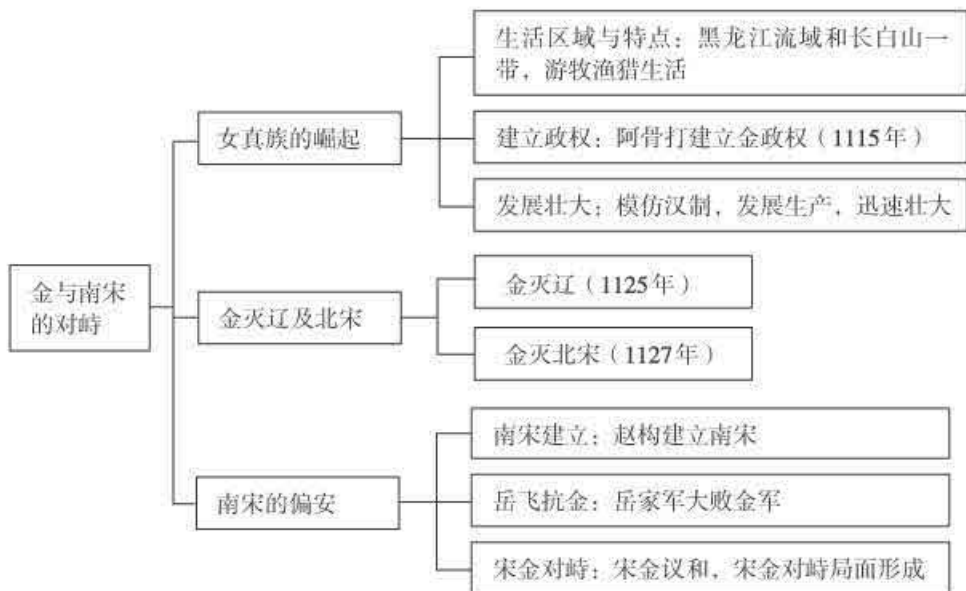 金与南宋
的对峙
女真族的崛起
生活区域与特点：黑龙江流域和长白山一
带，游牧渔猎生活
建立政权：阿骨打建立金政权（1115年）
发展壮大：模仿汉制，发展生产，迅速壮大
金灭辽及北宋
金灭辽（1125年）
金灭北宋（1127年）
南宋的偏安
南宋建立：赵构建立南宋
岳飞抗金：岳家军大败金军
宋金对峙：宋金议和，宋金对峙局面形成